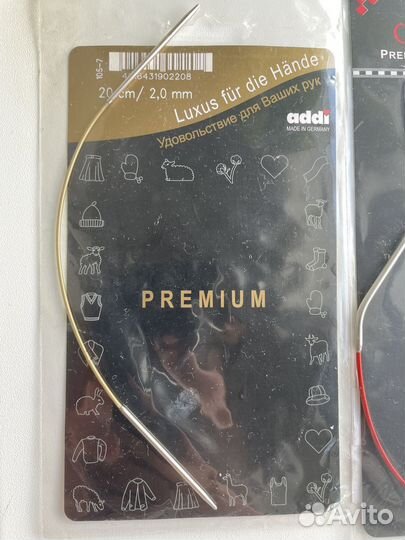 105-7
20 cm/ 2,0 mm
Luxus für die Hände
Удовольствие для Ваших рук
addi
MADE IN GERMANY
PREMIUM
Avito